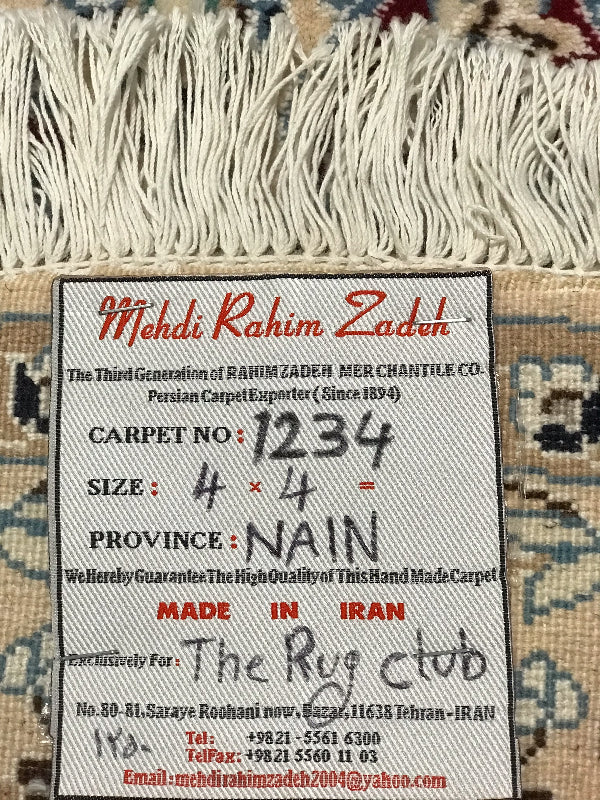 Mehdi Rahim Zadeh
The Third Generation of RAHIMZADEH MERCHANTILE CO.
Persian Carpet Exporter ( Since 1894)
CARPET NO : 1234
SIZE : 4 × 4 =
PROVINCE : NAIN
We Hereby Guarantee The High Quality of This Hand Made Carpet
MADE IN IRAN
Exclusively For : The Rug club
No.80-81, Saraye Roohani now, Bazar, 11638 Tehran-IRAN
Tel: +9821 -5561 6300
۱۲۵۰
TelFax: +9821 5560 11 03
Email:mehdirahimzadeh2004@yahoo.com